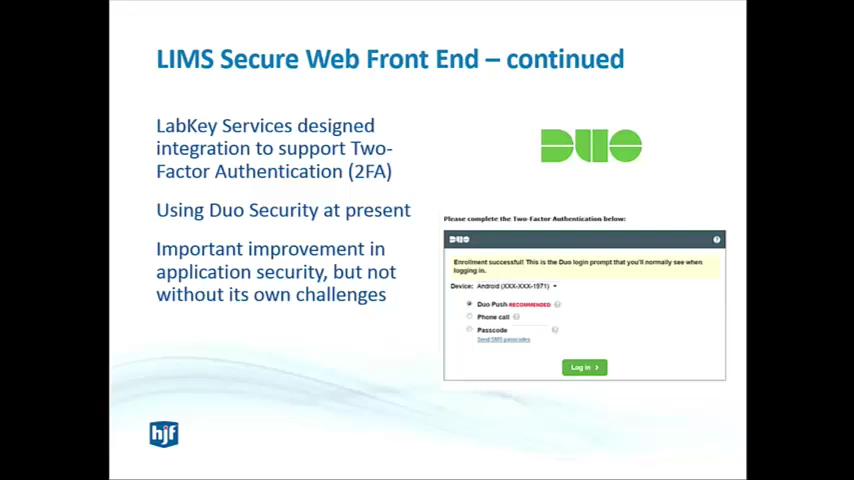 LIMS Secure Web Front End – continued
LabKey Services designed
integration to support Two-
Factor Authentication (2FA)
Using Duo Security at present
Important improvement in
application security, but not
without its own challenges
DUO
Please complete the Two-Factor Authentication below:
DUO
?
Enrollment successful! This is the Duo login prompt that you'll normally see when
logging in.
Device: Android (XXX-XXX-1971)
Duo Push RECOMMENDED ?
Phone call ?
Passcode ?
Send SMS passcodes
Log in >
hjf